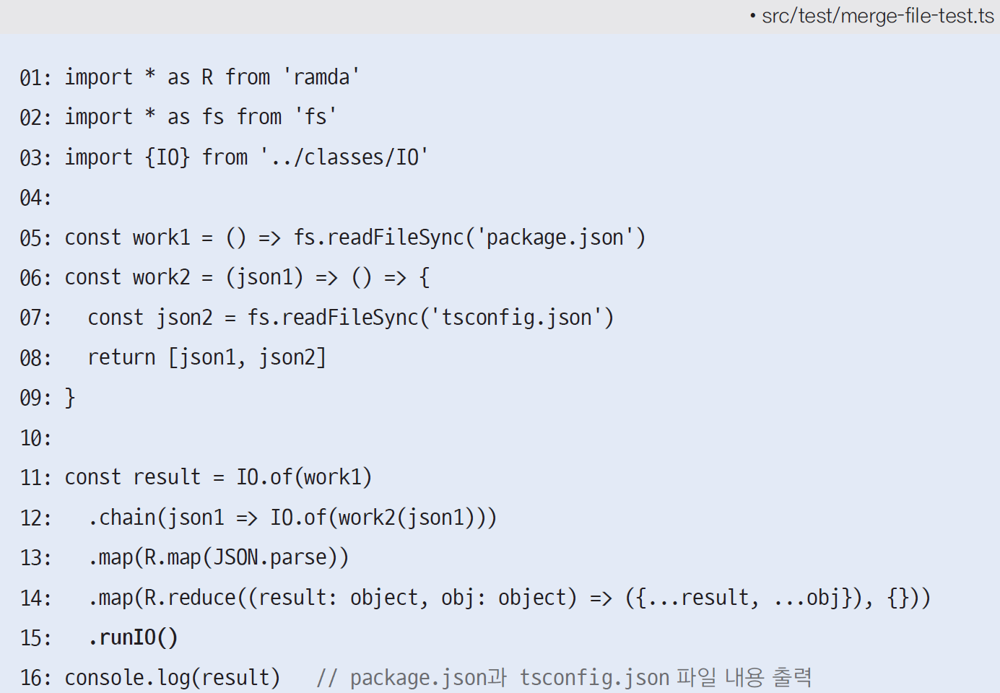 • src/test/merge-file-test.ts
01: import * as R from 'ramda'
02: import * as fs from 'fs'
03: import {IO} from '../classes/IO'
04:
05: const work1 = () => fs.readFileSync('package.json')
06: const work2 = (json1) => () => {
07:   const json2 = fs.readFileSync('tsconfig.json')
08:   return [json1, json2]
09: }
10:
11: const result = IO.of(work1)
12:   .chain(json1 => IO.of(work2(json1)))
13:   .map(R.map(JSON.parse))
14:   .map(R.reduce((result: object, obj: object) => ({...result, ...obj}), {}))
15:   .runIO()
16: console.log(result)   // package.json과 tsconfig.json 파일 내용 출력